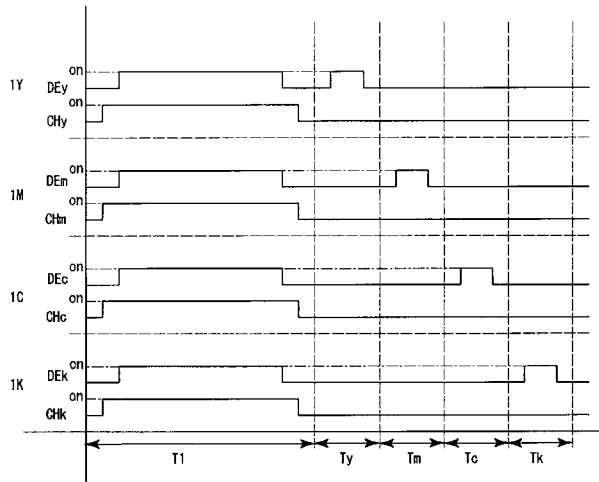 on
1Y DEy
on
CHy
on
DEm
1M on
CHm
on
DEc
1C on
CHc
on
1K DEk
on
CHk
T1 Ty Tm Tc Tk